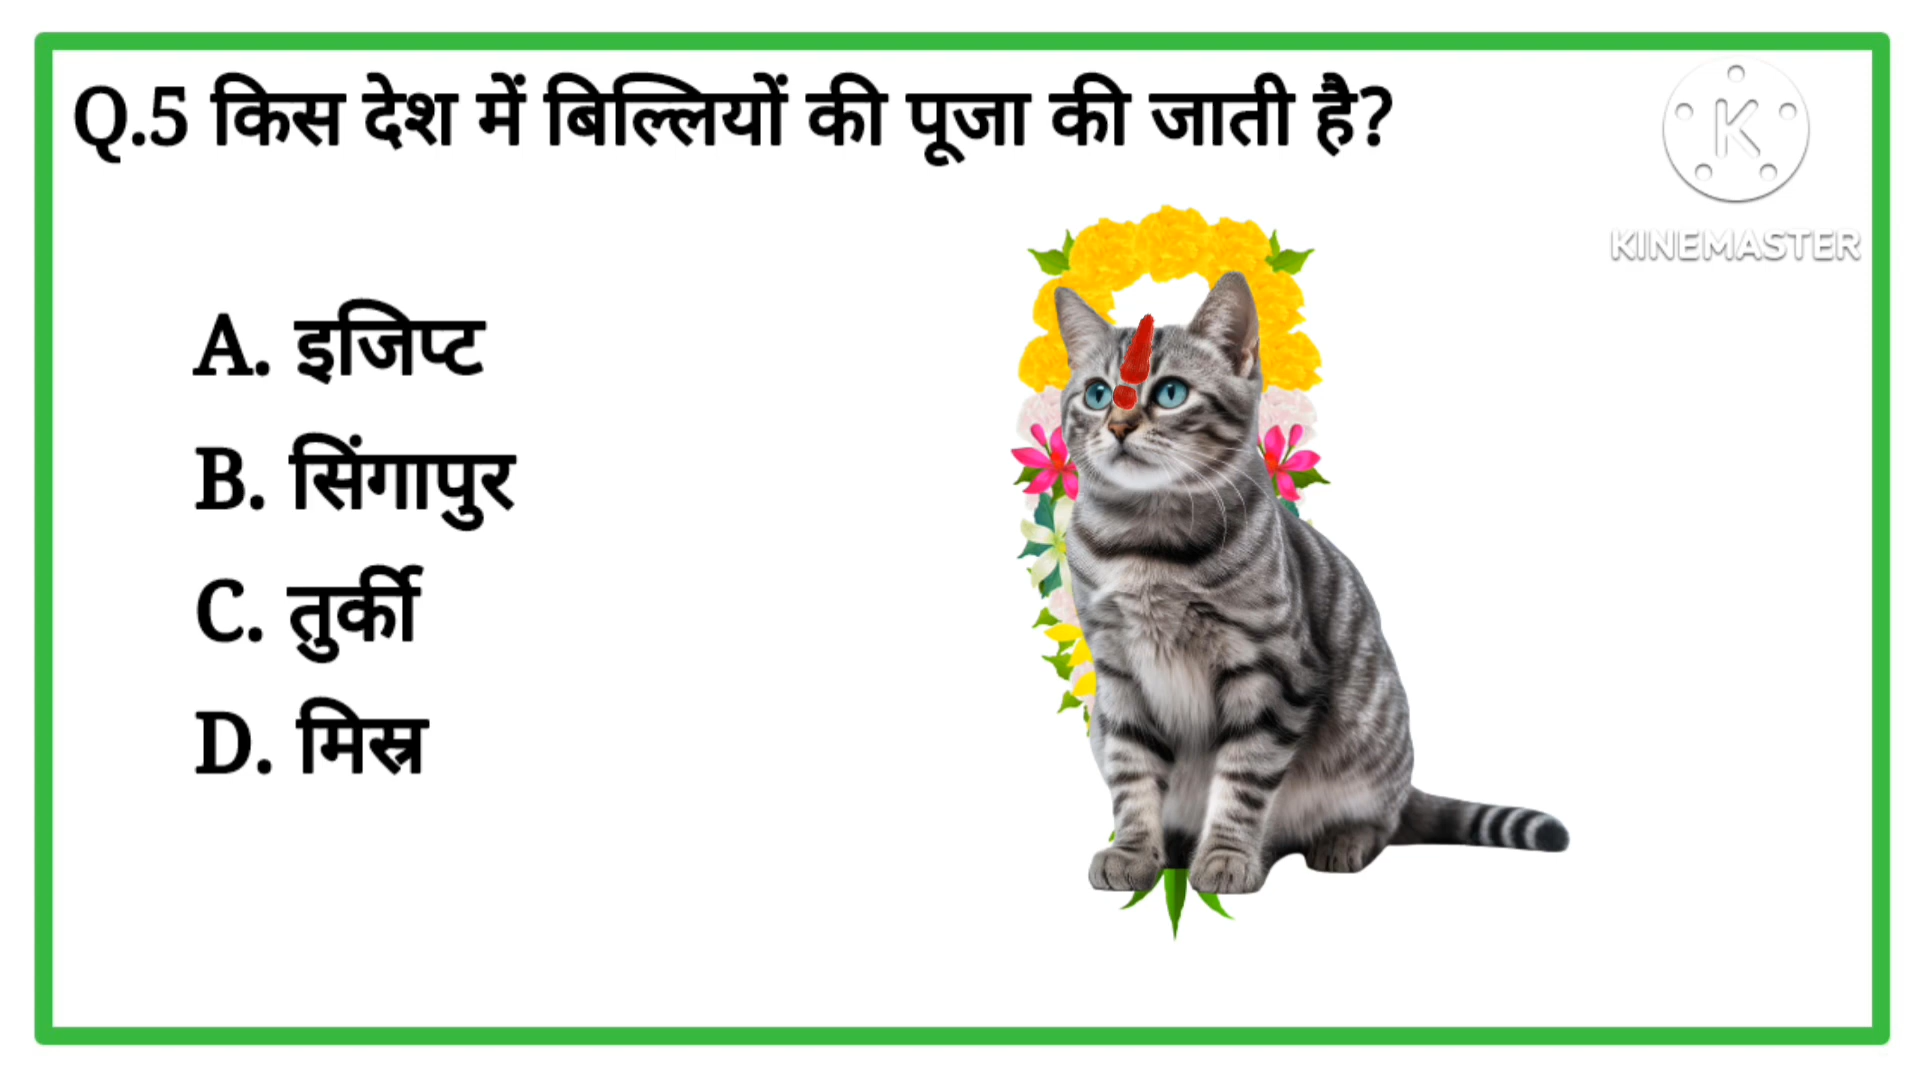 Q.5 किस देश में बिल्लियों की पूजा की जाती है?
K
KINEMASTER
A. इजिप्ट
B. सिंगापुर
C. तुर्की
D. मिस्र